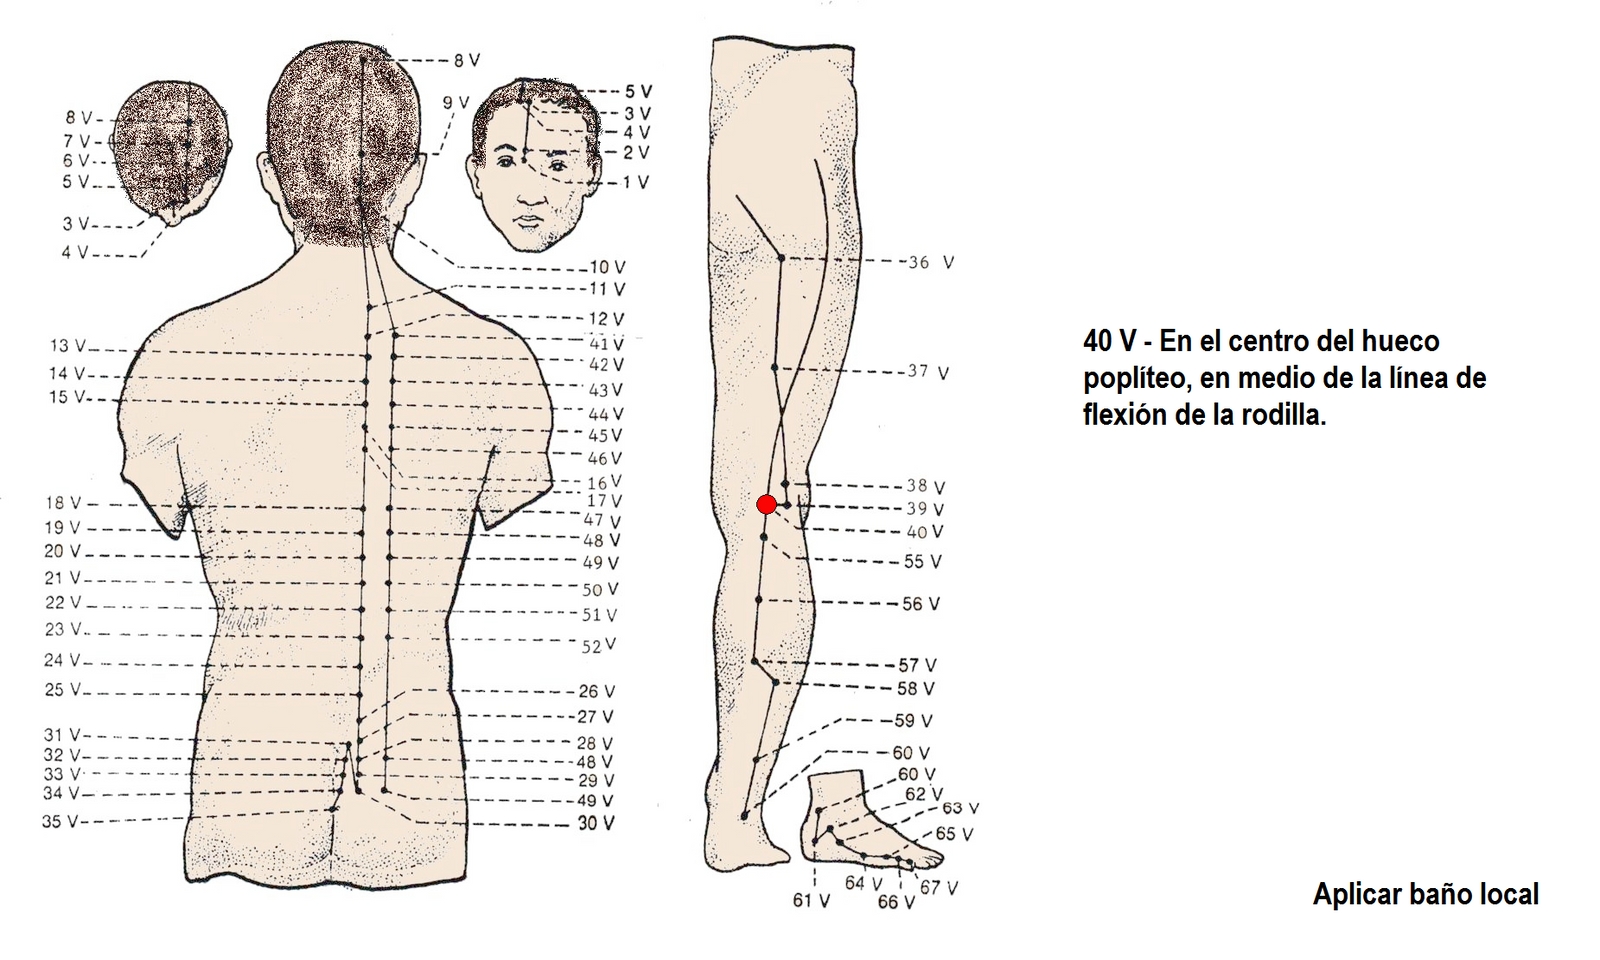 8 V
7 V
6 V
5 V
3 V
4 V
8 V
9 V
5 V
3 V
4 V
2 V
1 V
10 V
11 V
12 V
41 V
42 V
43 V
44 V
45 V
46 V
16 V
17 V
47 V
48 V
49 V
50 V
51 V
52 V
26 V
27 V
28 V
48 V
29 V
49 V
30 V
13 V
14 V
15 V
18 V
19 V
20 V
21 V
22 V
23 V
24 V
25 V
31 V
32 V
33 V
34 V
35 V
36 V
37 V
38 V
39 V
40 V
55 V
56 V
57 V
58 V
59 V
60 V
60 V
62 V
63 V
65 V
64 V
67 V
61 V
66 V
40 V - En el centro del hueco
poplíteo, en medio de la línea de
flexión de la rodilla.
Aplicar baño local